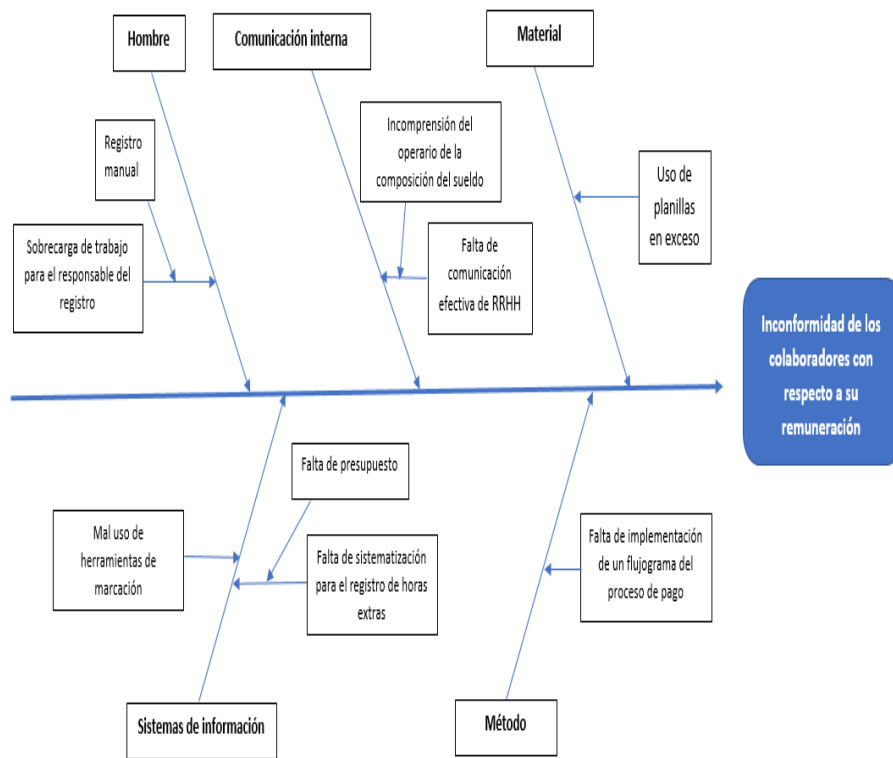 Hombre
Comunicación interna
Material
Registro
manual
Incomprensión del
operario de la
composición del sueldo
Uso de
planillas
en exceso
Sobrecarga de trabajo
para el responsable del
registro
Falta de
comunicación
efectiva de RRHH
Inconformidad de los
colaboradores con
respecto a su
remuneración
Falta de presupuesto
Mal uso de
herramientas de
marcación
Falta de sistematización
para el registro de horas
extras
Falta de implementación
de un flujograma del
proceso de pago
Sistemas de información
Método